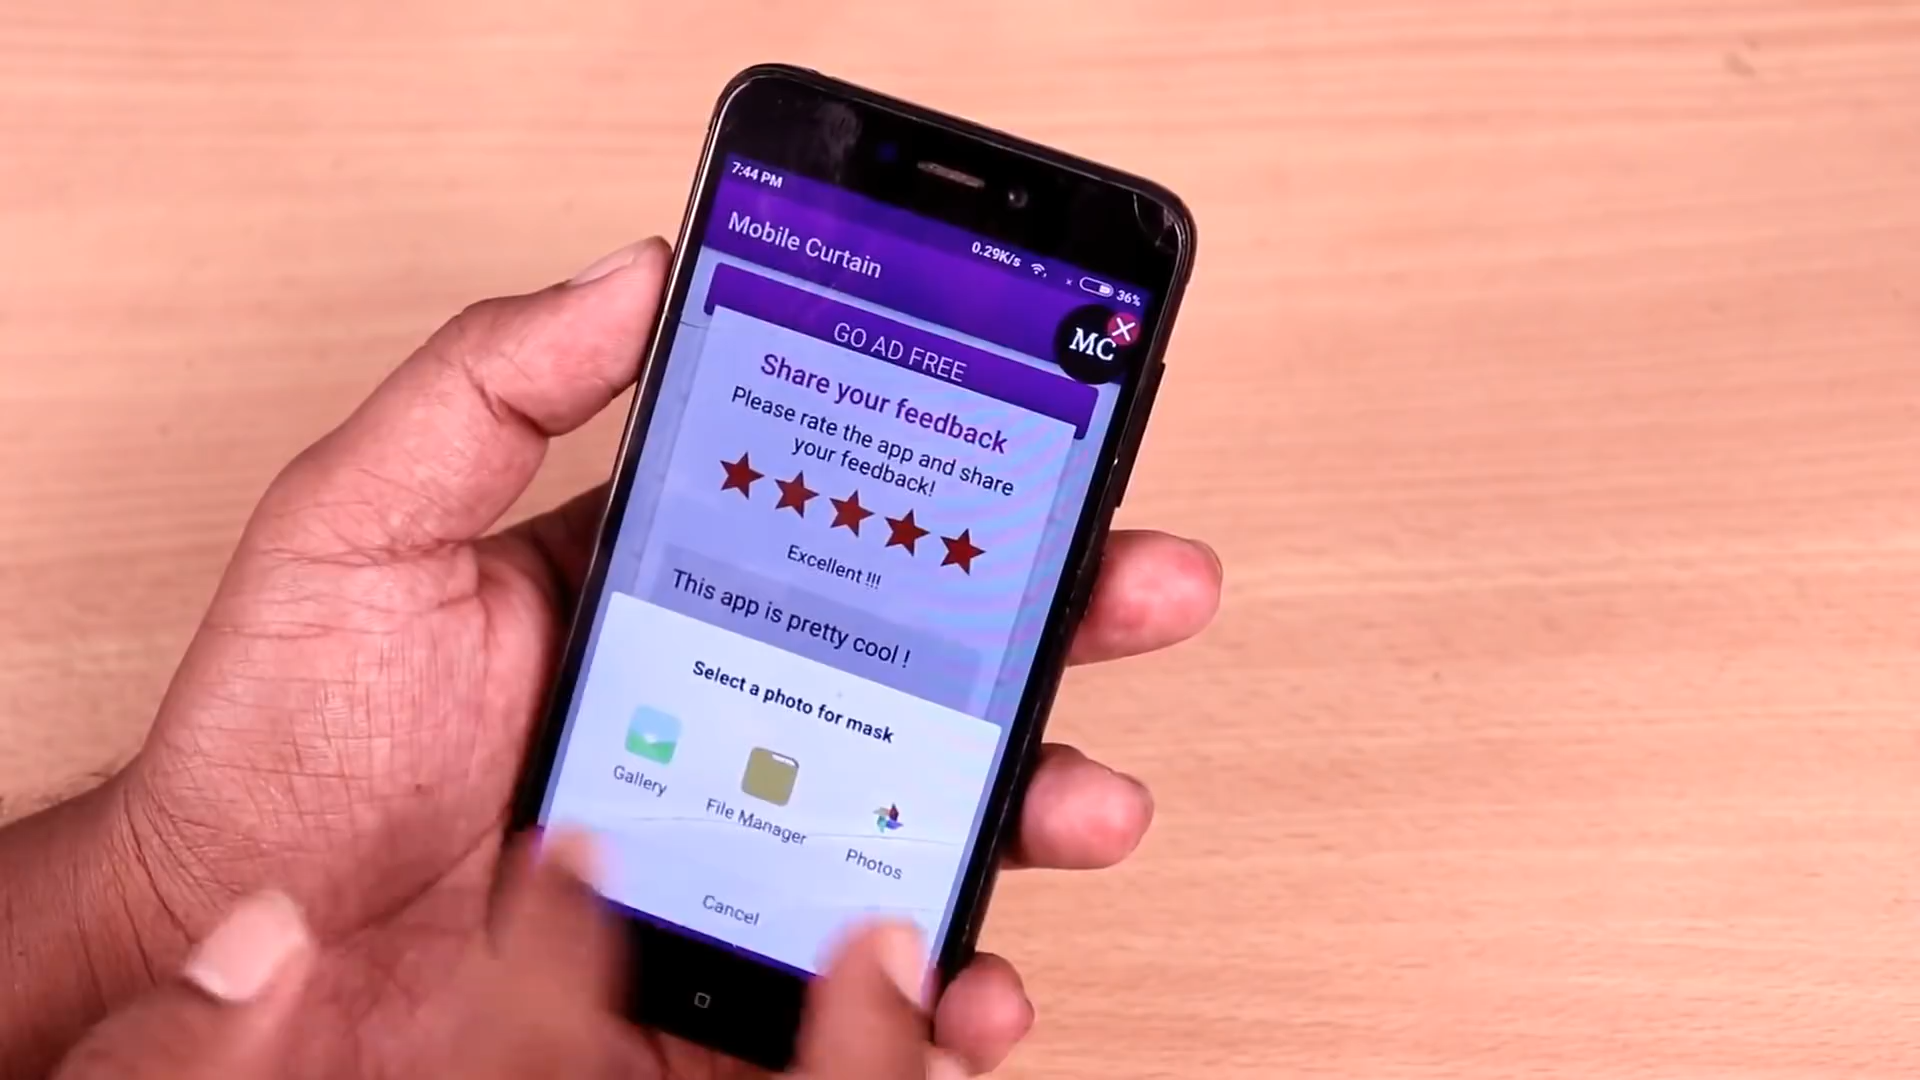 7:44 PM
0.29K/s
36%
Mobile Curtain
MC
GO AD FREE
Share your feedback
Please rate the app and share
your feedback!
Excellent !!!
This app is pretty cool !
Select a photo for mask
Gallery
File Manager
Photos
Cancel